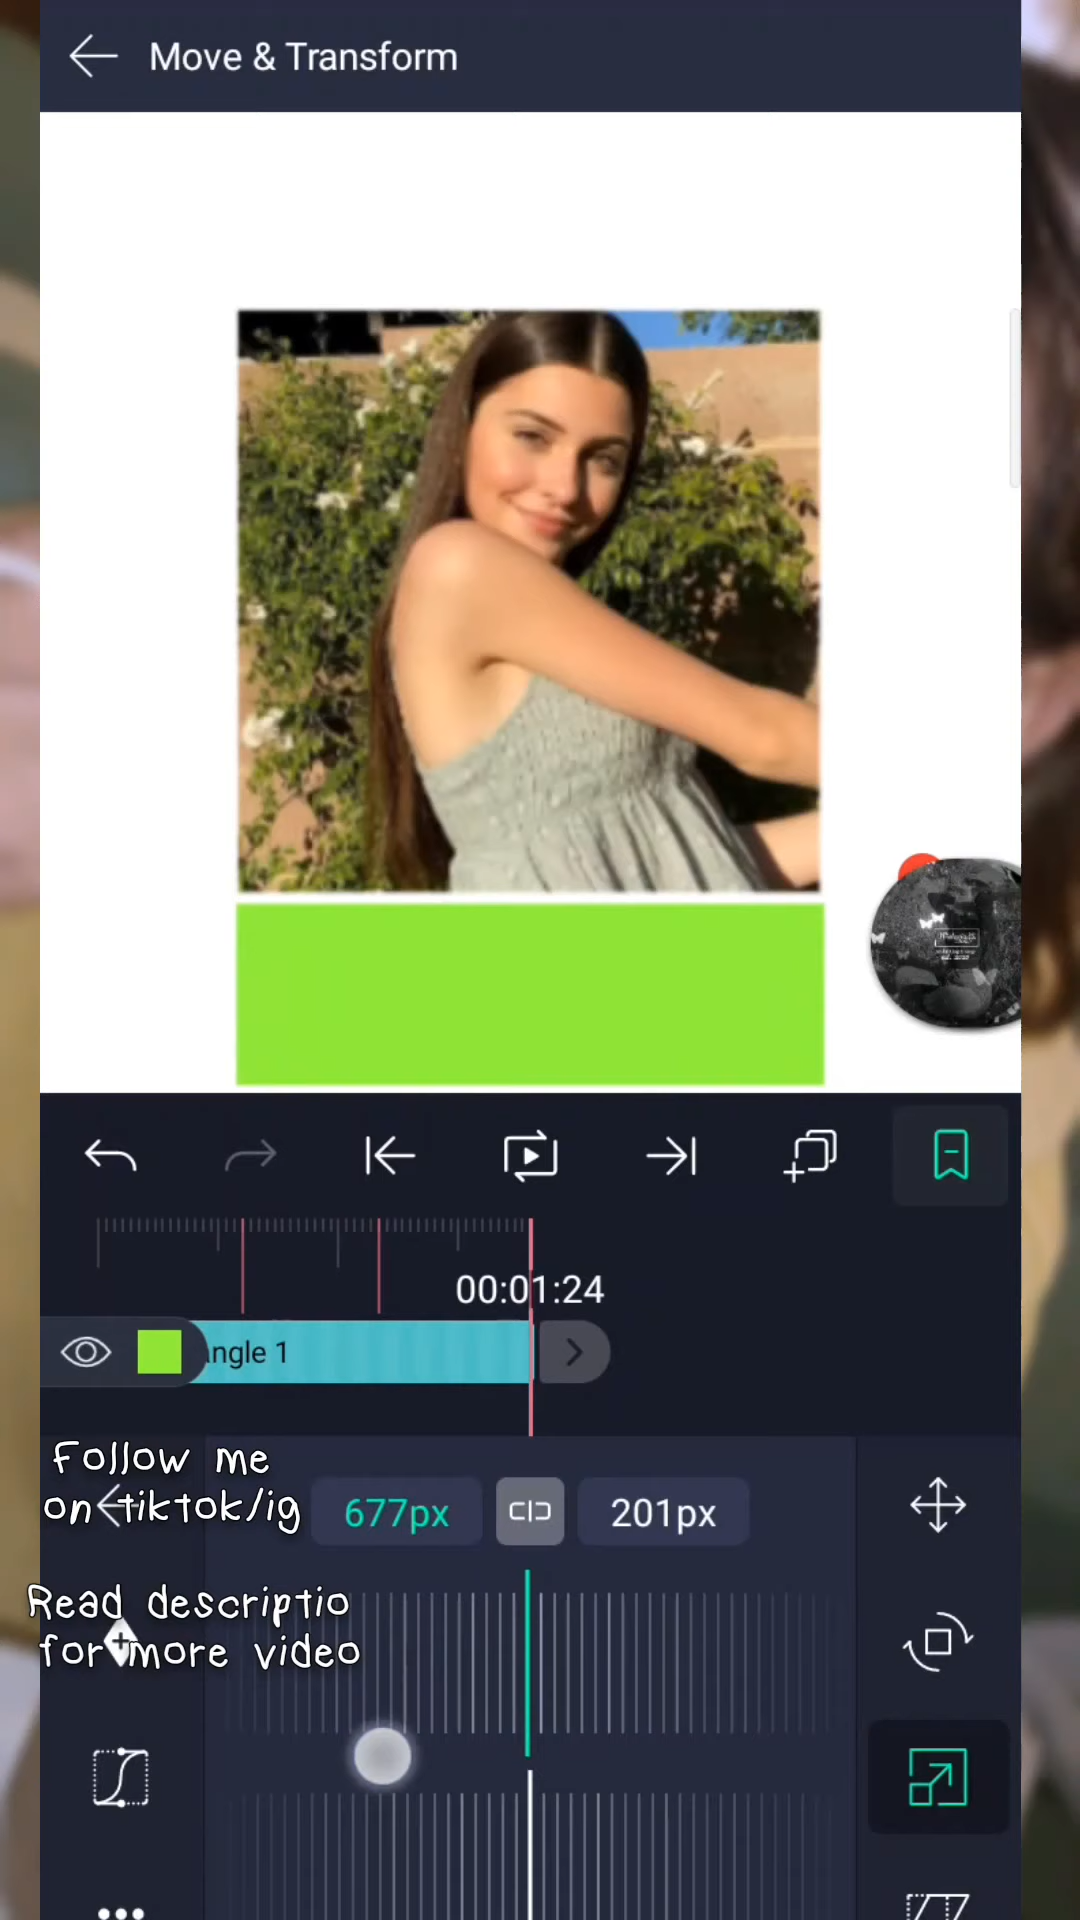 Move & Transform
00:01:24
ngle 1
Follow me
on tiktok/ig
677px
201px
Read descriptio
for more video